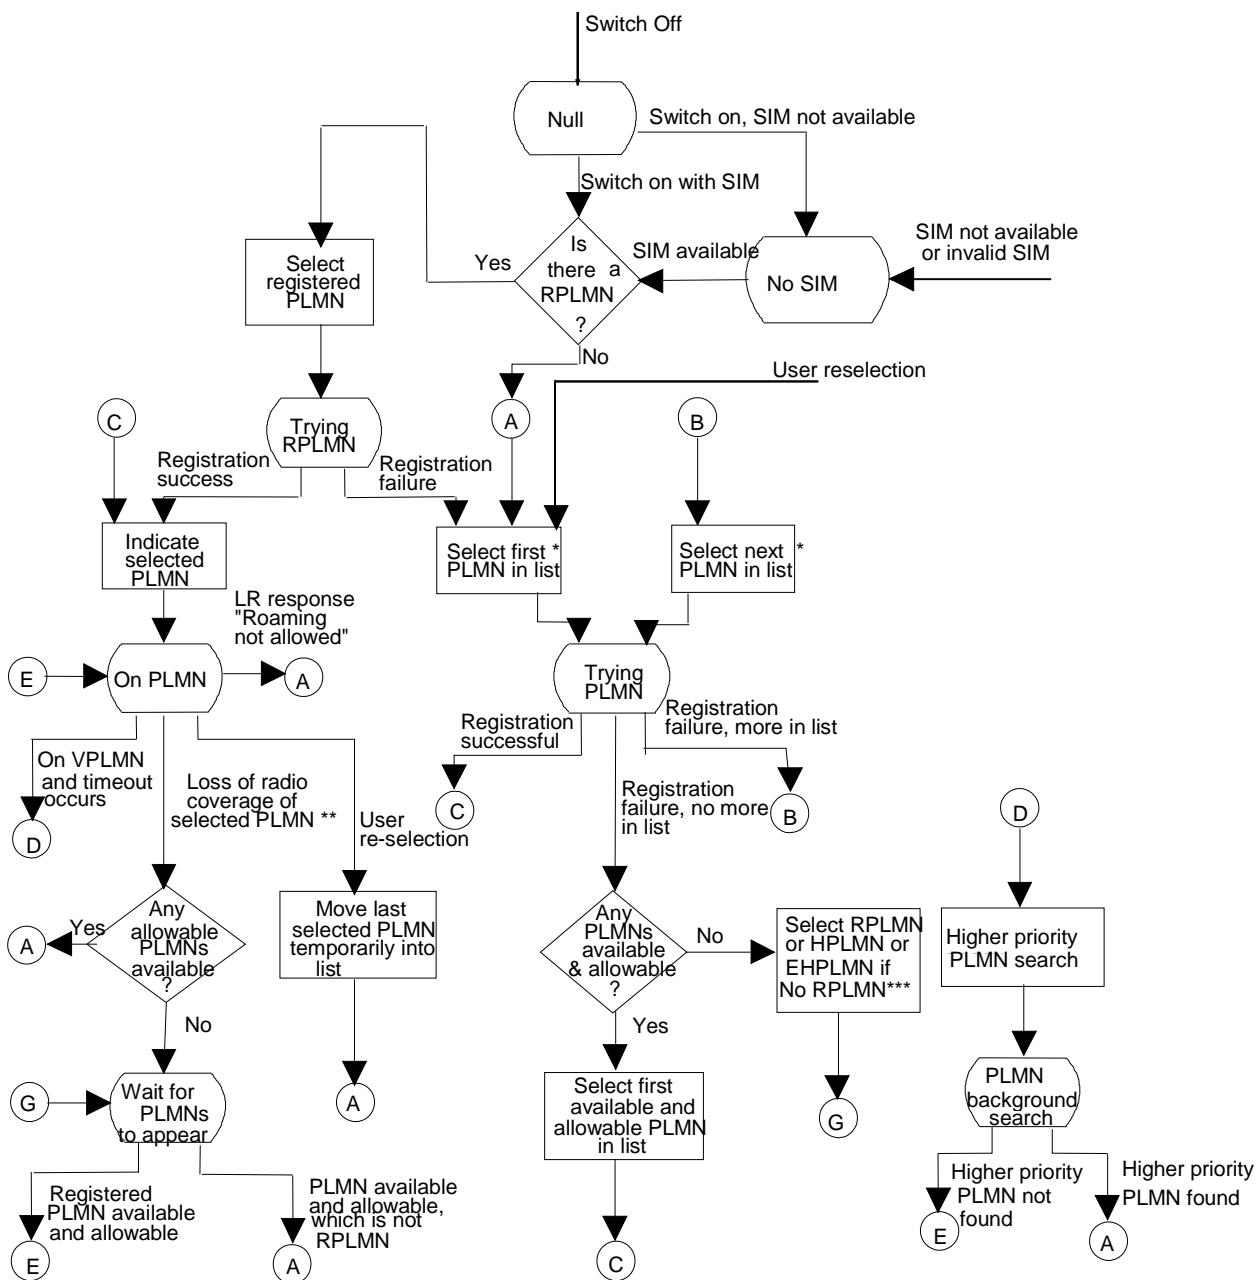 Switch Off
Null
Switch on, SIM not available
Switch on with SIM
Is
there a
RPLMN
?
Yes
SIM available
No SIM
SIM not available
or invalid SIM
Select
registered
PLMN
No
User reselection
C
Trying
RPLMN
A
B
Registration
success
Registration
failure
Indicate
selected
PLMN
Select first *
PLMN in list
Select next *
PLMN in list
LR response
"Roaming
not allowed"
E
On PLMN
A
Trying
PLMN
Registration
successful
Registration
failure, more in list
On VPLMN
and timeout
occurs
Loss of radio
coverage of
selected PLMN **
User
re-selection
Registration
failure, no more
in list
D
C
B
D
Any
allowable
PLMNs
available
?
Yes
A
Move last
selected PLMN
temporarily into
list
Any
PLMNs
available
& allowable
?
No
Select RPLMN
or HPLMN or
EHPLMN if
No RPLMN***
Higher priority
PLMN search
No
Yes
G
Wait for
PLMNs
to appear
A
Select first
available and
allowable PLMN
in list
G
PLMN
background
search
Registered
PLMN available
and allowable
PLMN available
and allowable,
which is not
RPLMN
Higher priority
PLMN not
found
Higher priority
PLMN found
E
A
C
E
A